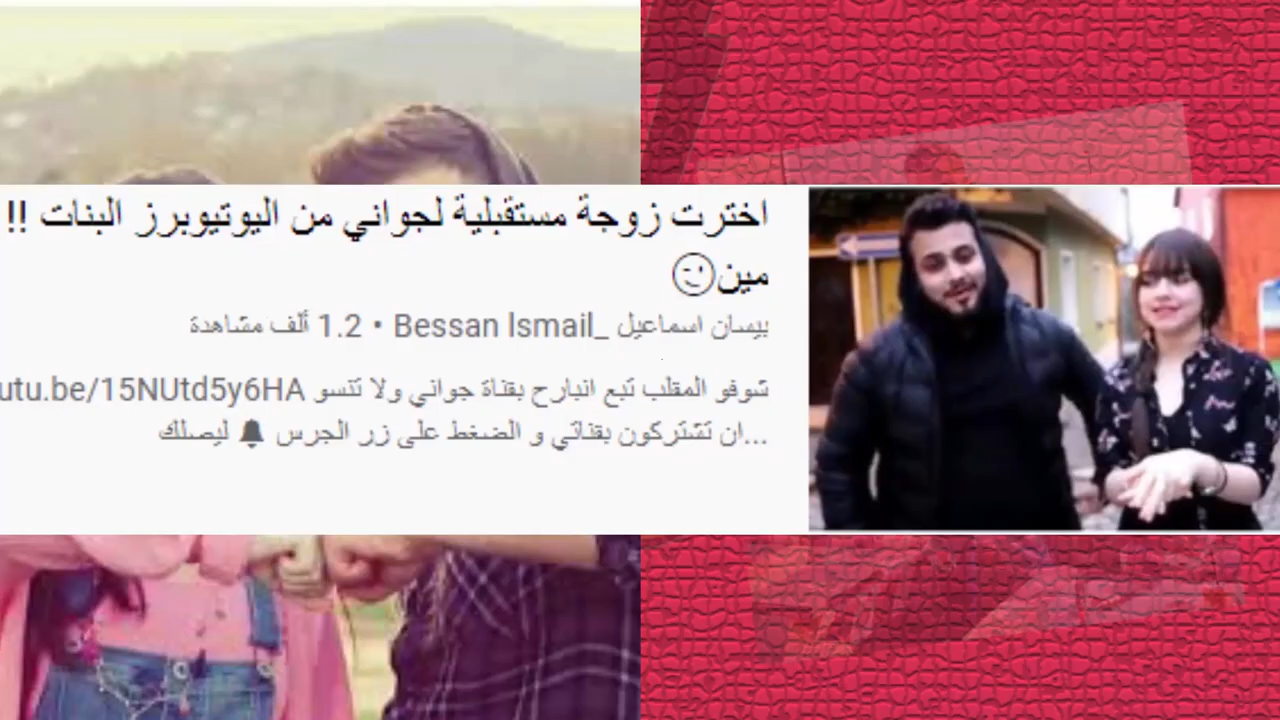 اخترت زوجة مستقبلية لجواني من اليوتيوبرز البنات !!
مين😉
بيسان اسماعيل _Bessan Ismail • 1.2 ألف مشاهدة
شوفو المقلب تبع انبارح بقناة جواني ولا تنسو utu.be/15NUtd5y6HA
...ان تشتركون بقناتي و الضغط على زر الجرس 🔔 ليصلك